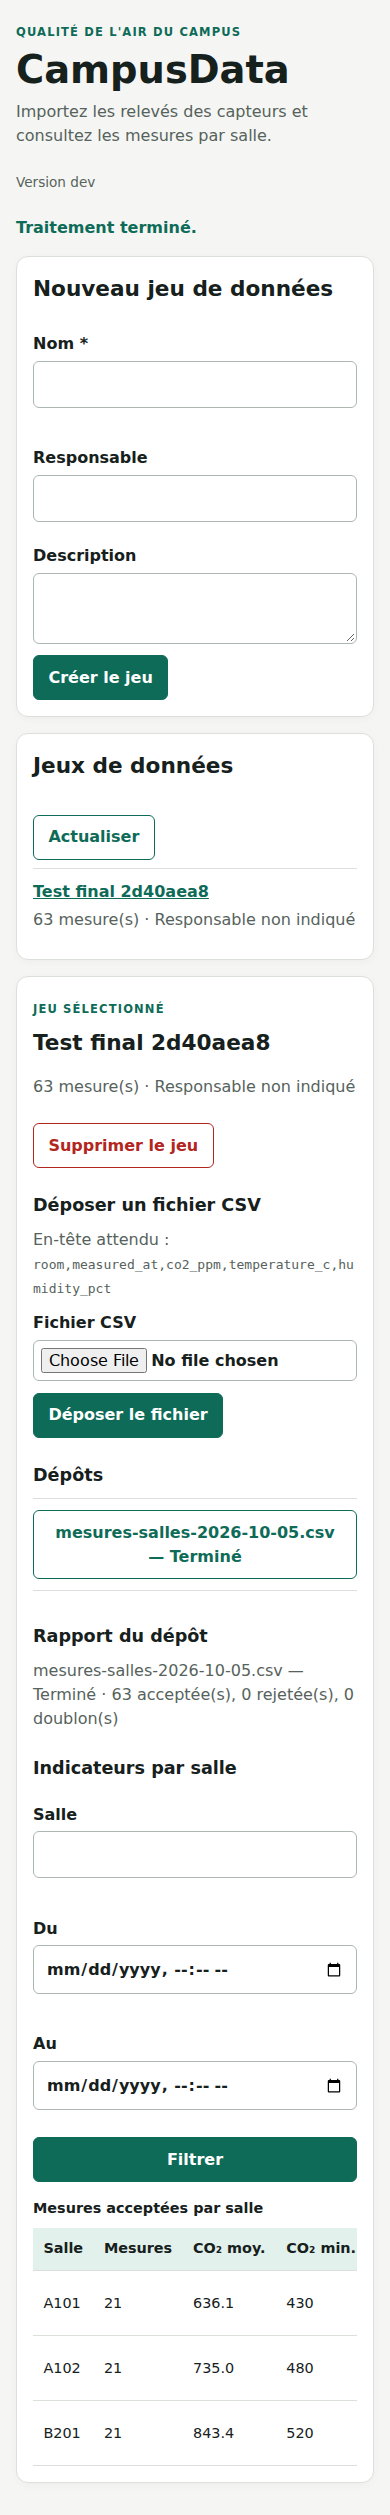 QUALITÉ DE L'AIR DU CAMPUS
CampusData
Importez les relevés des capteurs et
consultez les mesures par salle.
Version dev
Traitement terminé.
Nouveau jeu de données
Nom *
Responsable
Description
Créer le jeu
Jeux de données
Actualiser
Test final 2d40aea8
63 mesure(s) · Responsable non indiqué
JEU SÉLECTIONNÉ
Test final 2d40aea8
63 mesure(s) · Responsable non indiqué
Supprimer le jeu
Déposer un fichier CSV
En-tête attendu :
room,measured_at,co2_ppm,temperature_c,hu
midity_pct
Fichier CSV
Choose File No file chosen
Déposer le fichier
Dépôts
mesures-salles-2026-10-05.csv
— Terminé
Rapport du dépôt
mesures-salles-2026-10-05.csv —
Terminé · 63 acceptée(s), 0 rejetée(s), 0
doublon(s)
Indicateurs par salle
Salle
Du
mm/dd/yyyy, --:-- --
Au
mm/dd/yyyy, --:-- --
Filtrer
Mesures acceptées par salle
Salle Mesures CO₂ moy. CO₂ min.
A101 21 636.1 430
A102 21 735.0 480
B201 21 843.4 520